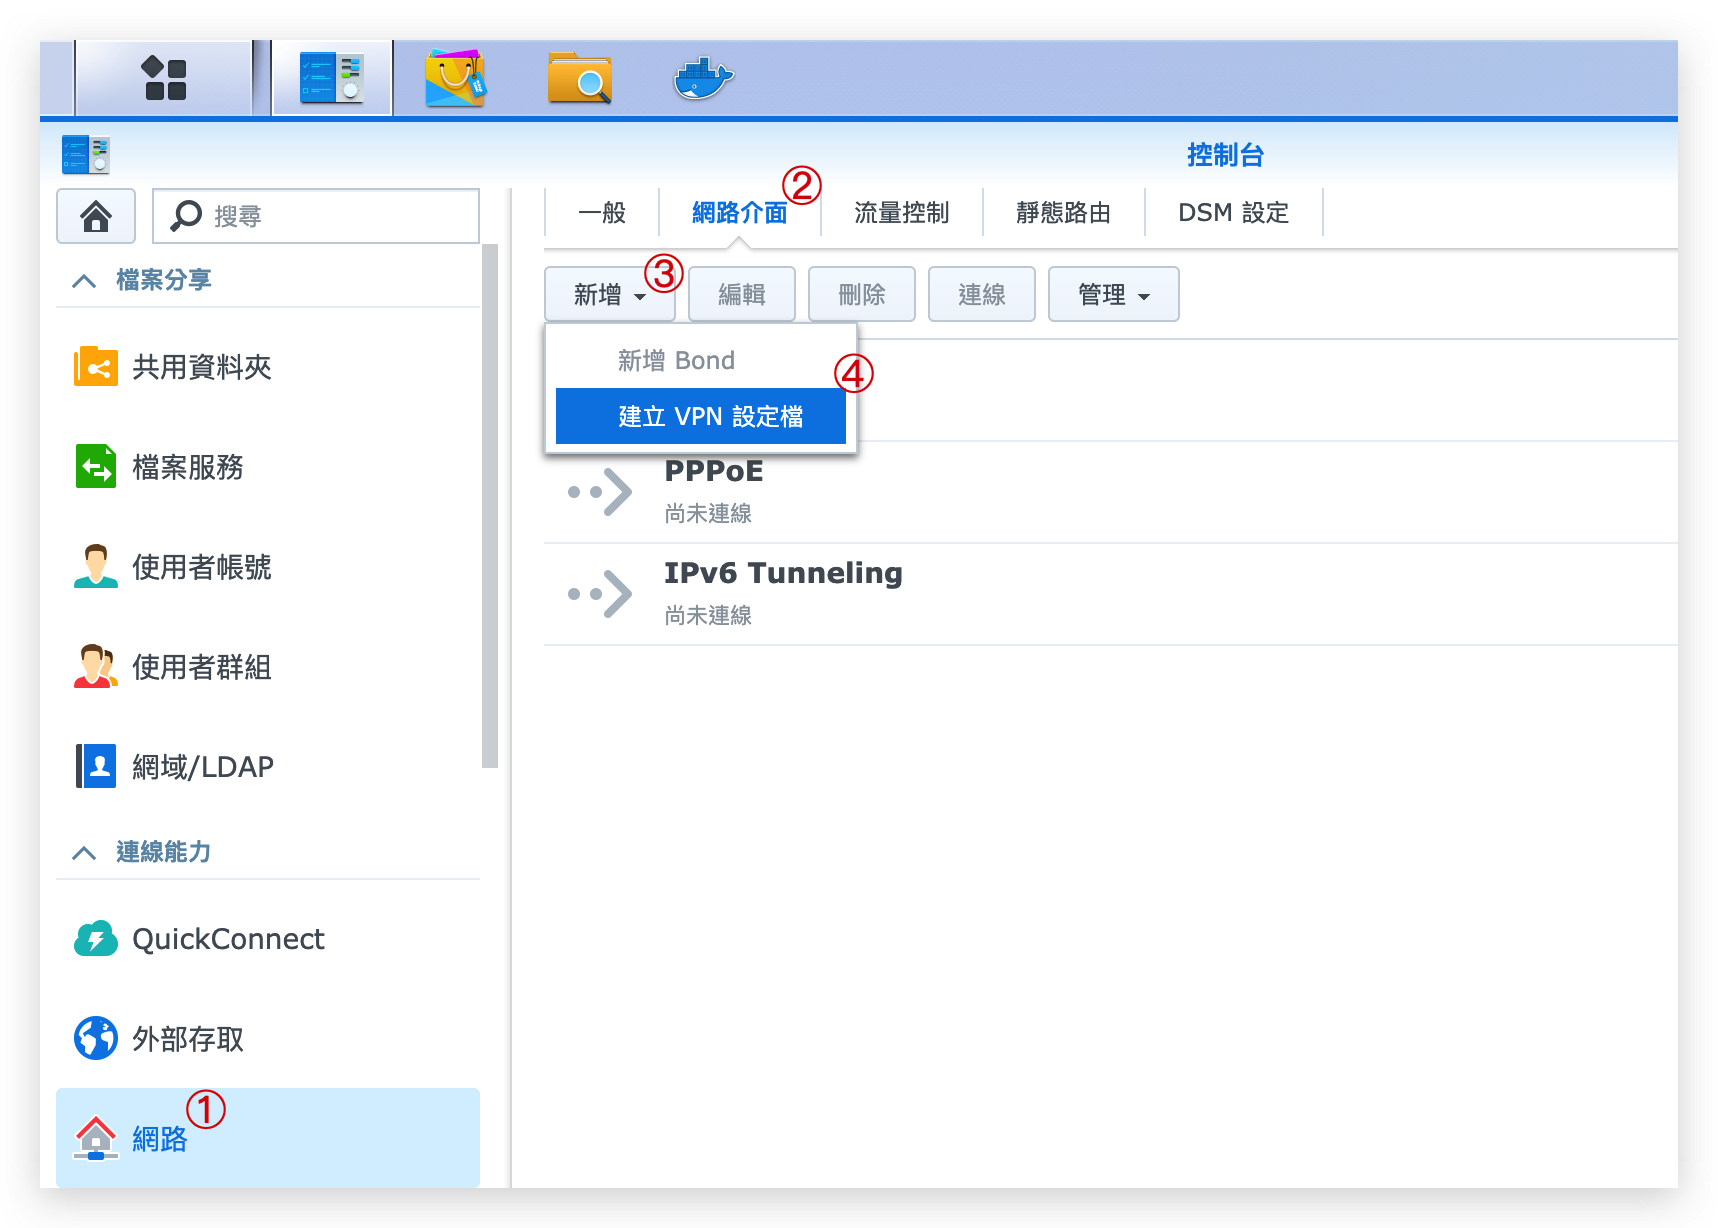 控制台
搜尋
檔案分享
共用資料夾
檔案服務
使用者帳號
使用者群組
網域/LDAP
連線能力
QuickConnect
外部存取
網路 ①
一般 網路介面 ② 流量控制 靜態路由 DSM 設定
新增 ③ 編輯 刪除 連線 管理
新增 Bond
建立 VPN 設定檔 ④
PPPoE
尚未連線
IPv6 Tunneling
尚未連線